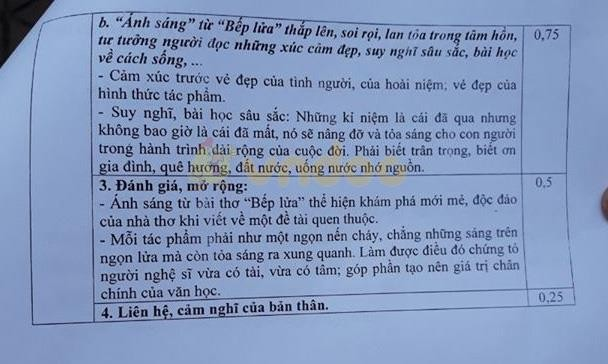 b. "Ánh sáng" từ "Bếp lửa" thắp lên, soi rọi, lan tỏa trong tâm hồn, 0,75
tư tưởng người đọc những xúc cảm đẹp, suy nghĩ sâu sắc, bài học
về cách sống, ...
- Cảm xúc trước vẻ đẹp của tình người, của hoài niệm; vẻ đẹp của
hình thức tác phẩm.
- Suy nghĩ, bài học sâu sắc: Những kỉ niệm là cái đã qua nhưng
không bao giờ là cái đã mất, nó sẽ nâng đỡ và tỏa sáng cho con người
trong hành trình dài rộng của cuộc đời. Phải biết trân trọng, biết ơn
gia đình, quê hương, đất nước, uống nước nhớ nguồn.
3. Đánh giá, mở rộng: 0,5
- Ánh sáng từ bài thơ "Bếp lửa" thể hiện khám phá mới mẻ, độc đáo
của nhà thơ khi viết về một đề tài quen thuộc.
- Mỗi tác phẩm phải như một ngọn nến cháy, chẳng những sáng trên
ngọn lửa mà còn tỏa sáng ra xung quanh. Làm được điều đó chứng tỏ
người nghệ sĩ vừa có tài, vừa có tâm; góp phần tạo nên giá trị chân
chính của văn học.
4. Liên hệ, cảm nghĩ của bản thân. 0,25